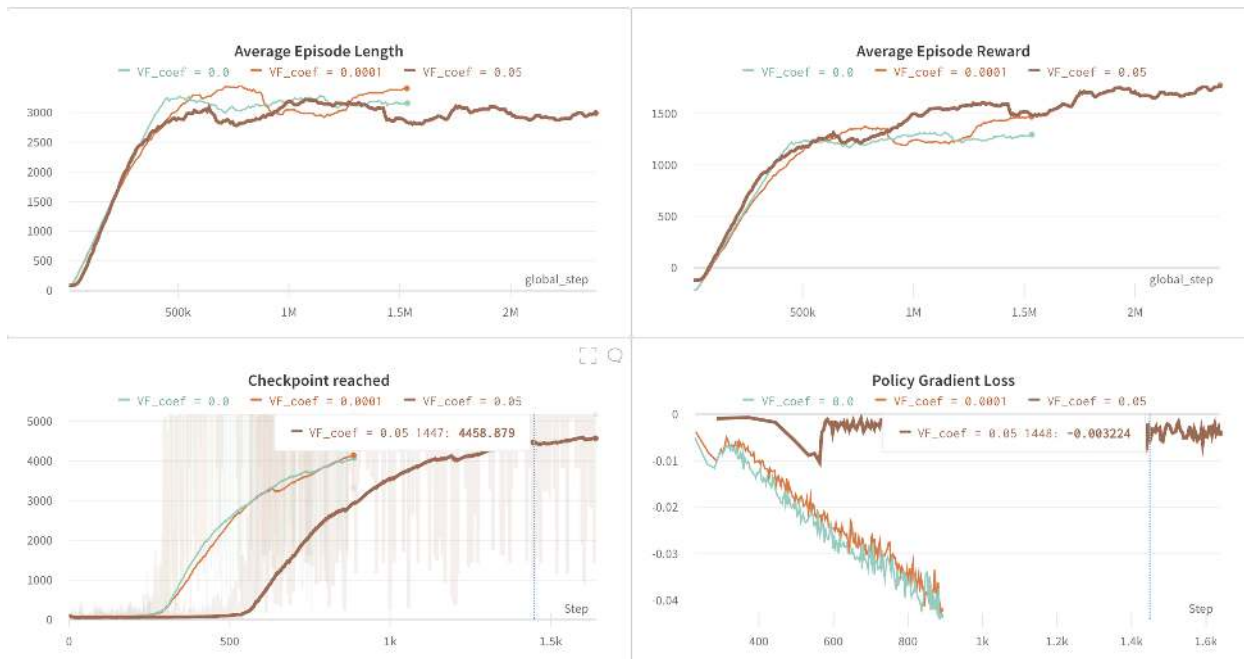 Average Episode Length
VF_coef = 0.0 VF_coef = 0.0001 VF_coef = 0.05
3000
2500
2000
1500
1000
500
0
global_step
500k 1M 1.5M 2M
Average Episode Reward
VF_coef = 0.0 VF_coef = 0.0001 VF_coef = 0.05
1500
1000
500
0
global_step
500k 1M 1.5M 2M
Checkpoint reached
VF_coef = 0.0 VF_coef = 0.0001 VF_coef = 0.05
5000
VF_coef = 0.05 1447: 4458.879
4000
3000
2000
1000
0
Step
0 500 1k 1.5k
Policy Gradient Loss
VF_coef = 0.0 VF_coef = 0.0001 VF_coef = 0.05
0
VF_coef = 0.05 1448: -0.003224
-0.01
-0.02
-0.03
-0.04
Step
400 600 800 1k 1.2k 1.4k 1.6k